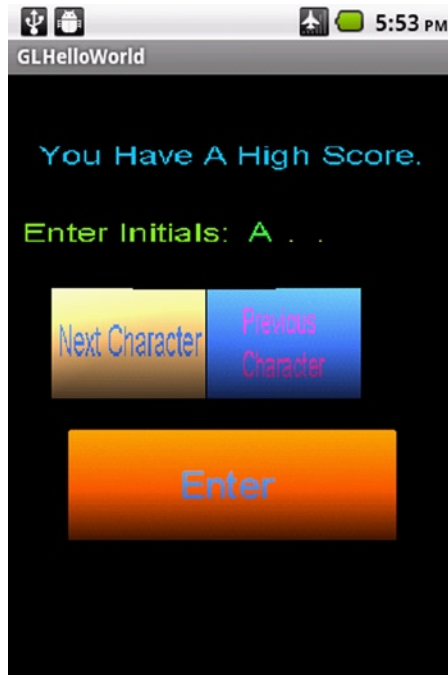 5:53 PM
GLHelloWorld
You Have A High Score.
Enter Initials: A . .
Next Character
Previous
Character
Enter